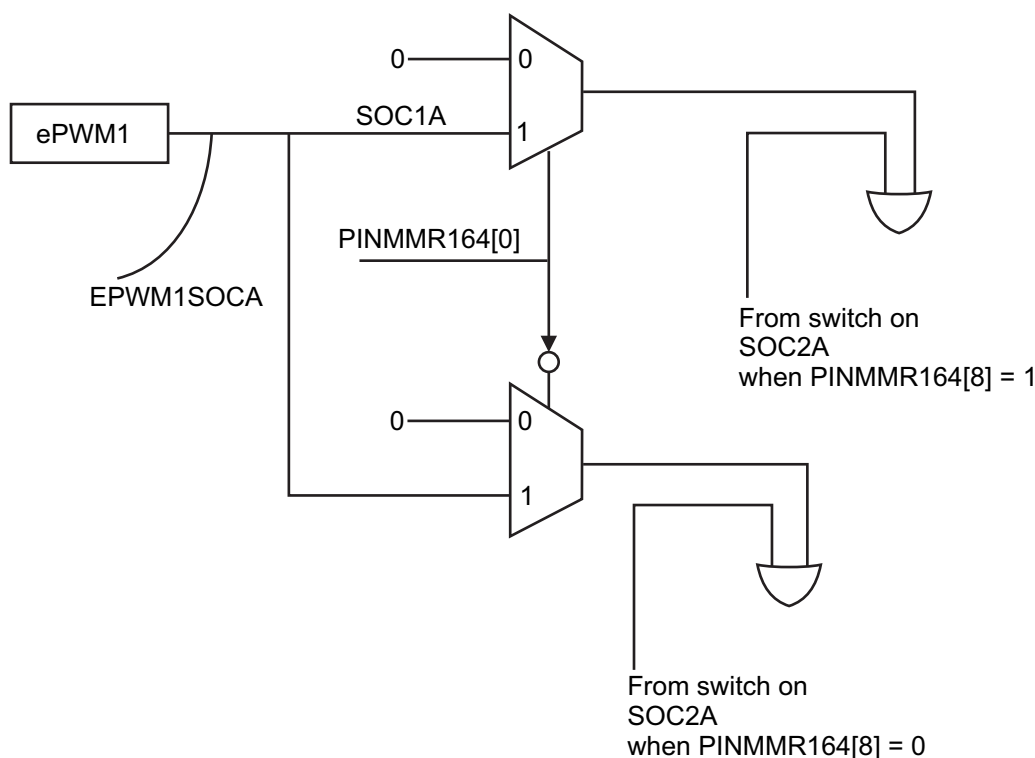 0
0
ePWM1
SOC1A
1
PINMMR164[0]
EPWM1SOCA
From switch on
SOC2A
when PINMMR164[8] = 1
0
0
1
From switch on
SOC2A
when PINMMR164[8] = 0